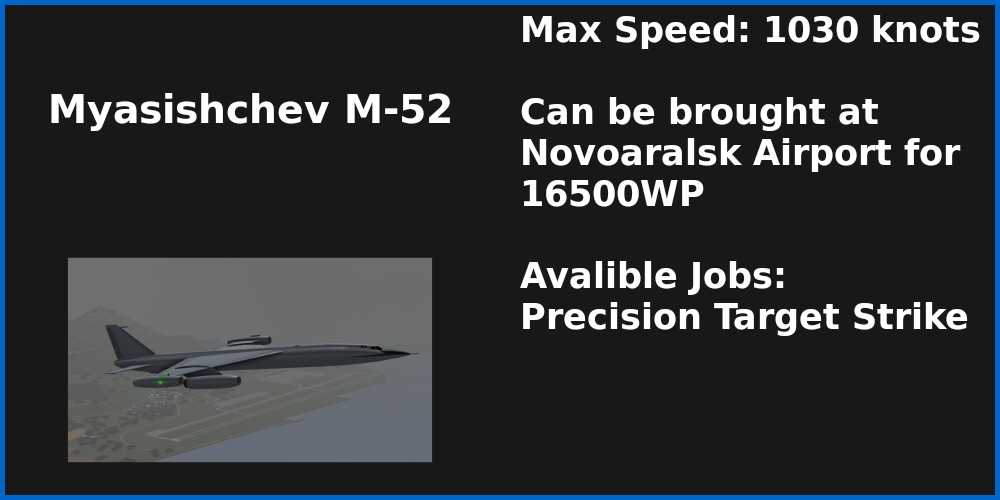 Myasishchev M-52
Max Speed: 1030 knots
Can be brought at
Novoaralsk Airport for
16500WP
Avalible Jobs:
Precision Target Strike